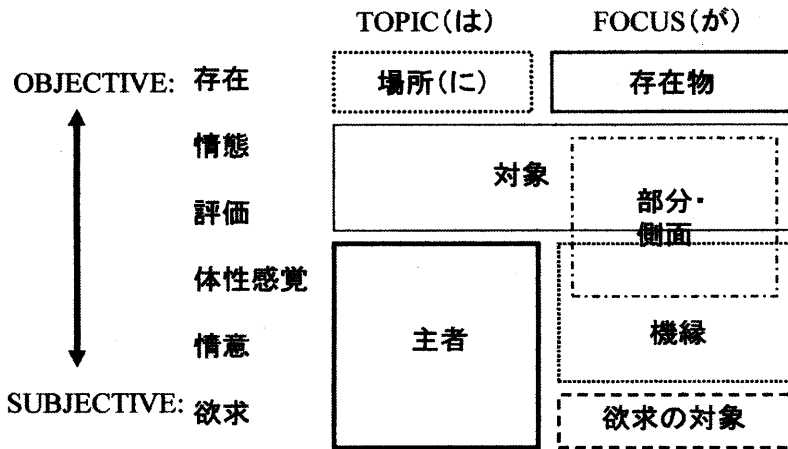 TOPIC(は) FOCUS(が)
OBJECTIVE: 存在 場所(に) 存在物
情態
対象
評価
部分・
側面
体性感覚
情意 主者 機縁
SUBJECTIVE: 欲求 欲求の対象